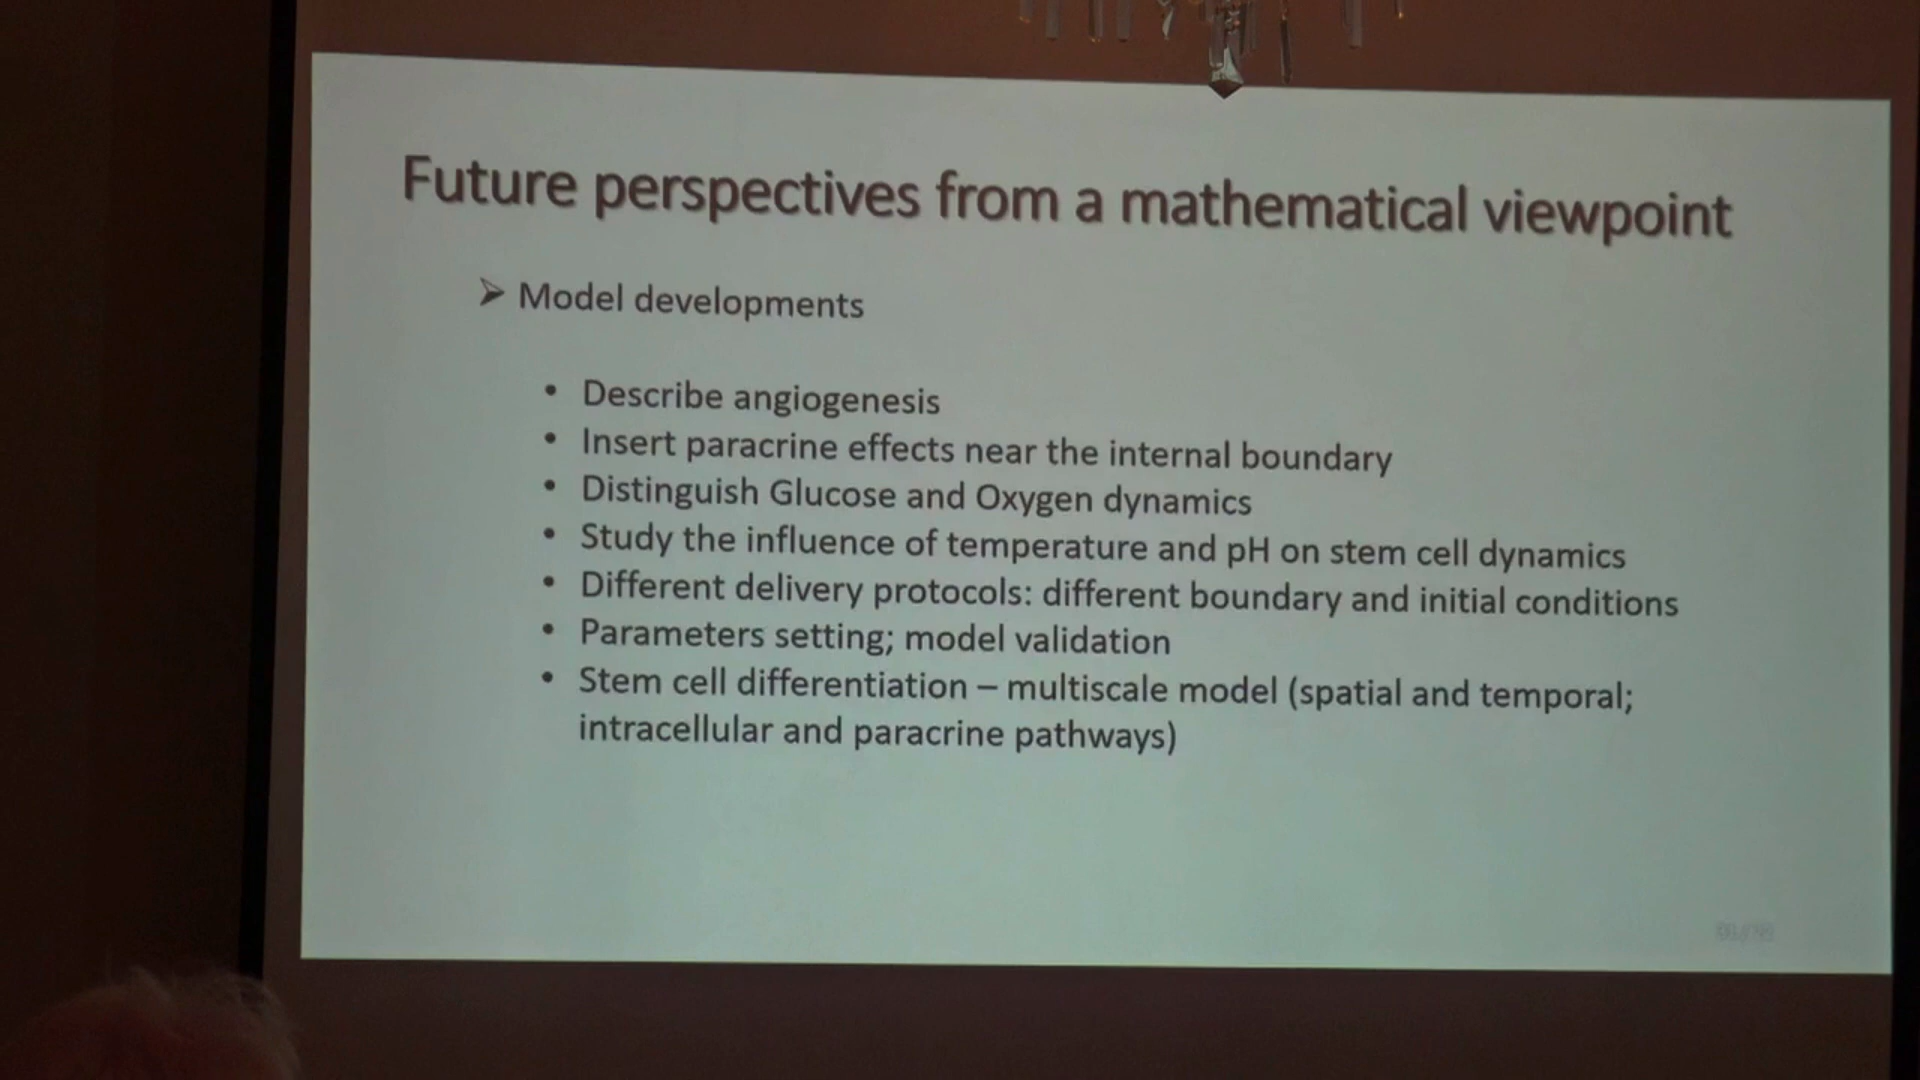 Future perspectives from a mathematical viewpoint
➢ Model developments
• Describe angiogenesis
• Insert paracrine effects near the internal boundary
• Distinguish Glucose and Oxygen dynamics
• Study the influence of temperature and pH on stem cell dynamics
• Different delivery protocols: different boundary and initial conditions
• Parameters setting; model validation
• Stem cell differentiation – multiscale model (spatial and temporal;
intracellular and paracrine pathways)